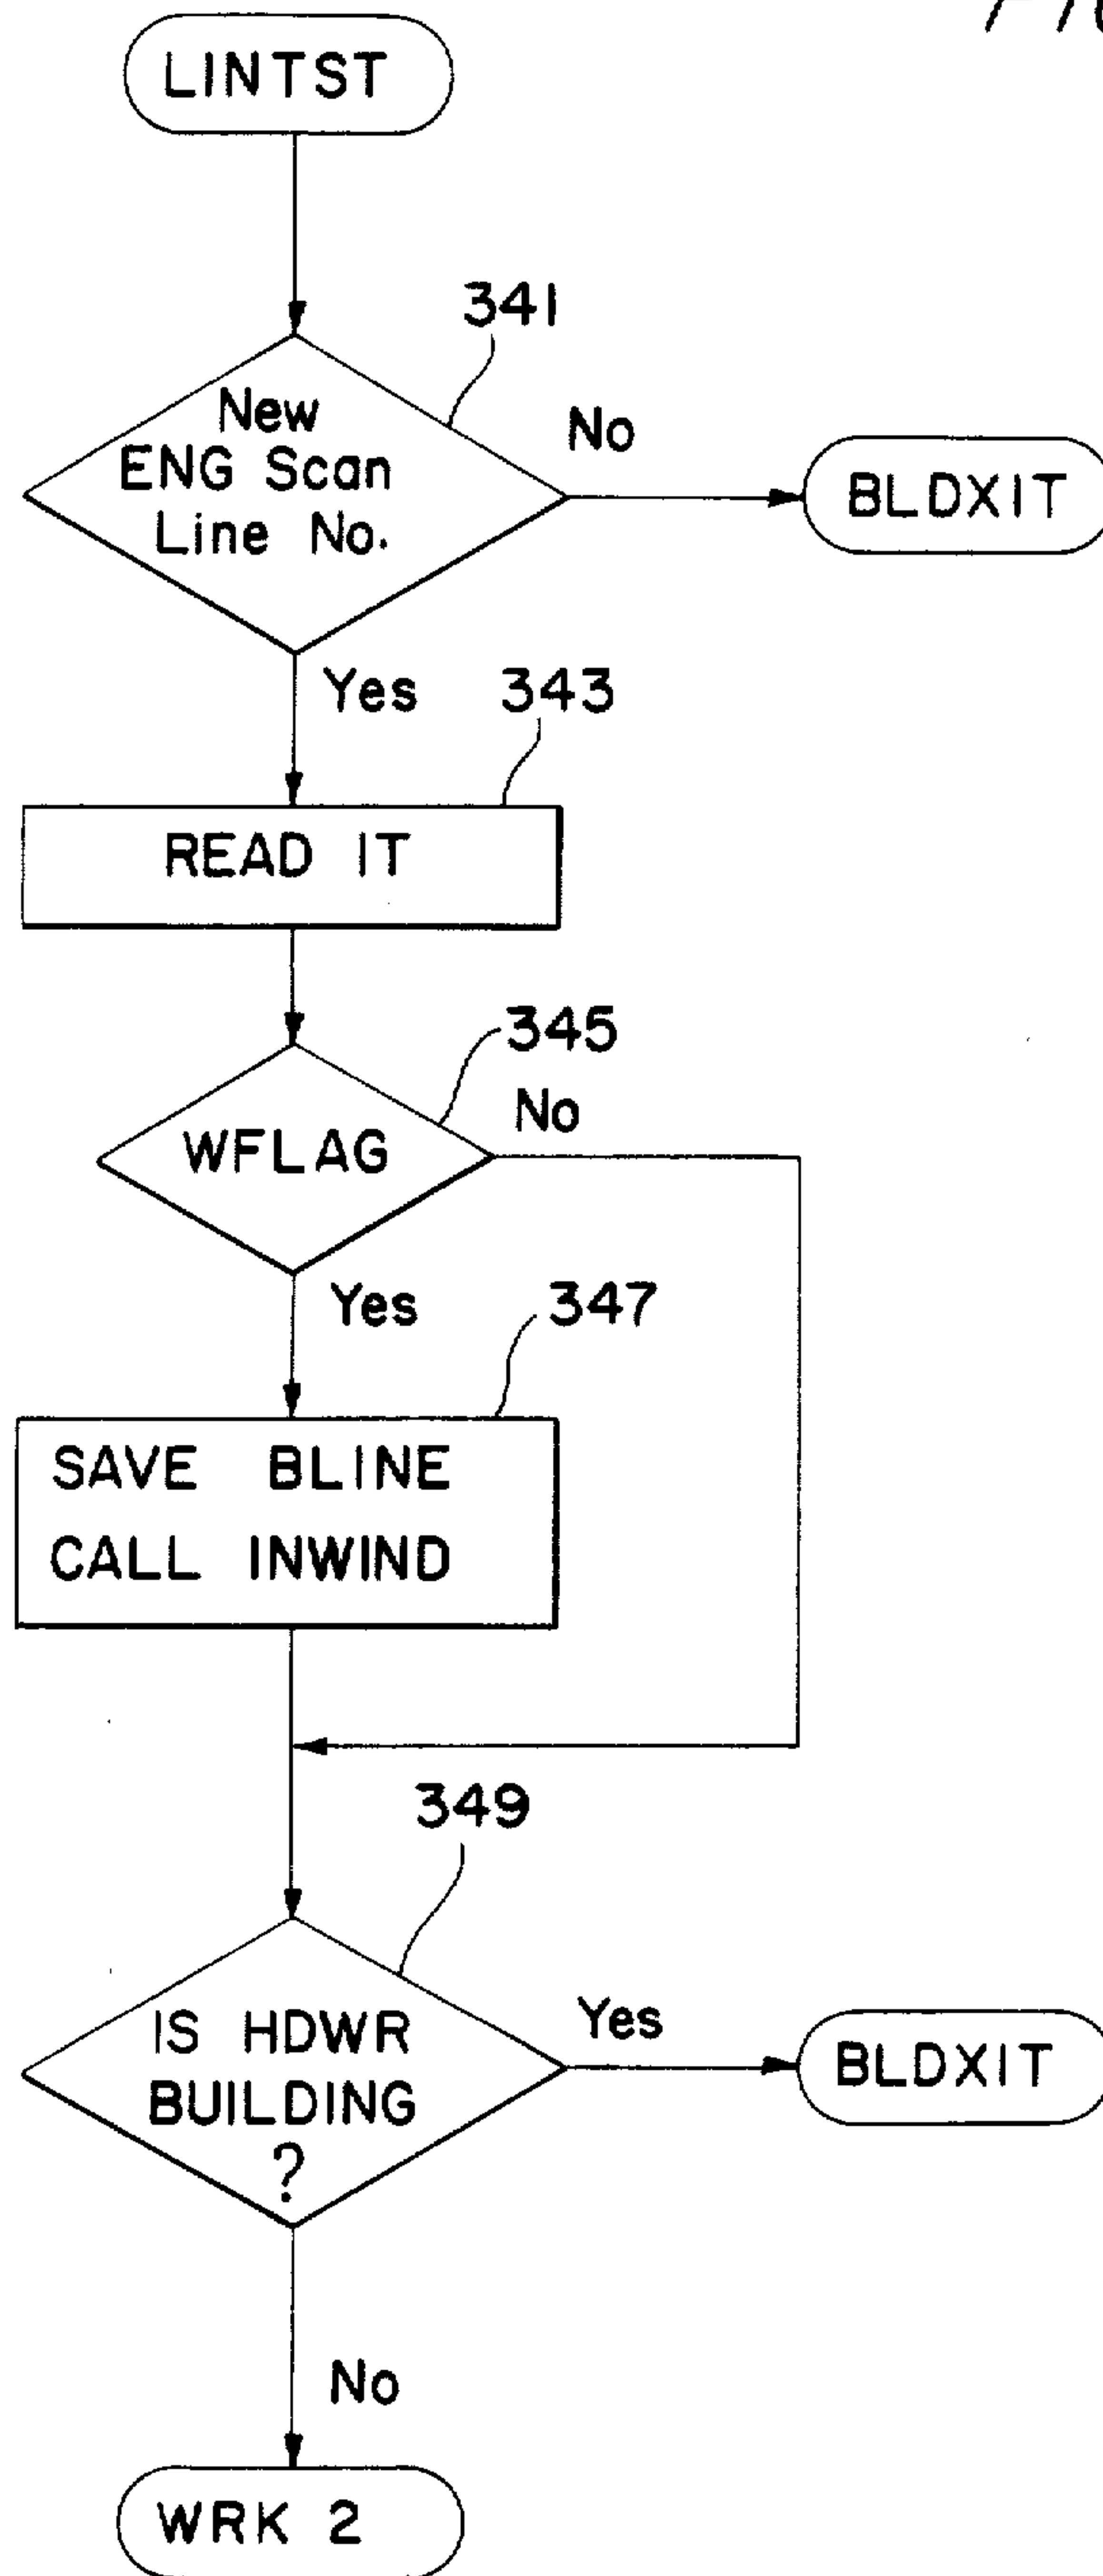 LINTST
341
New
ENG Scan
Line No.
No
BLDXIT
Yes
343
READ IT
345
No
WFLAG
Yes
347
SAVE BLINE
CALL INWIND
349
IS HDWR
BUILDING
?
Yes
BLDXIT
No
WRK 2